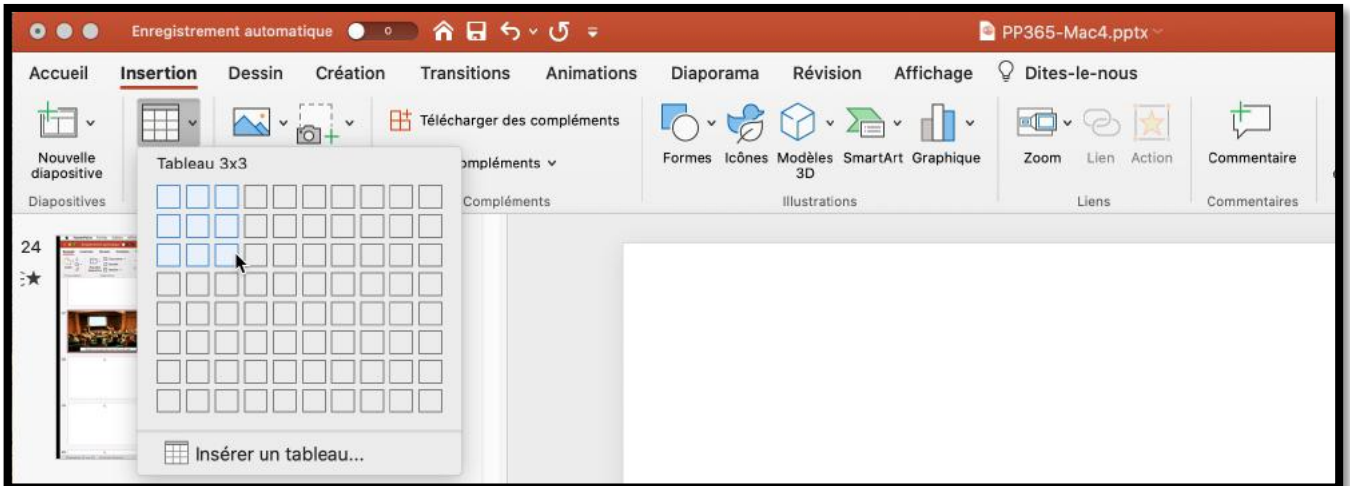 Enregistrement automatique
PP365-Mac4.pptx
Accueil Insertion Dessin Création Transitions Animations Diaporama Révision Affichage Dites-le-nous
Télécharger des compléments
Nouvelle diapositive
Tableau 3x3
ompléments
Formes Icônes Modèles 3D SmartArt Graphique
Zoom Lien Action
Commentaire
Diapositives
Compléments
Illustrations
Liens
Commentaires
24
Insérer un tableau...